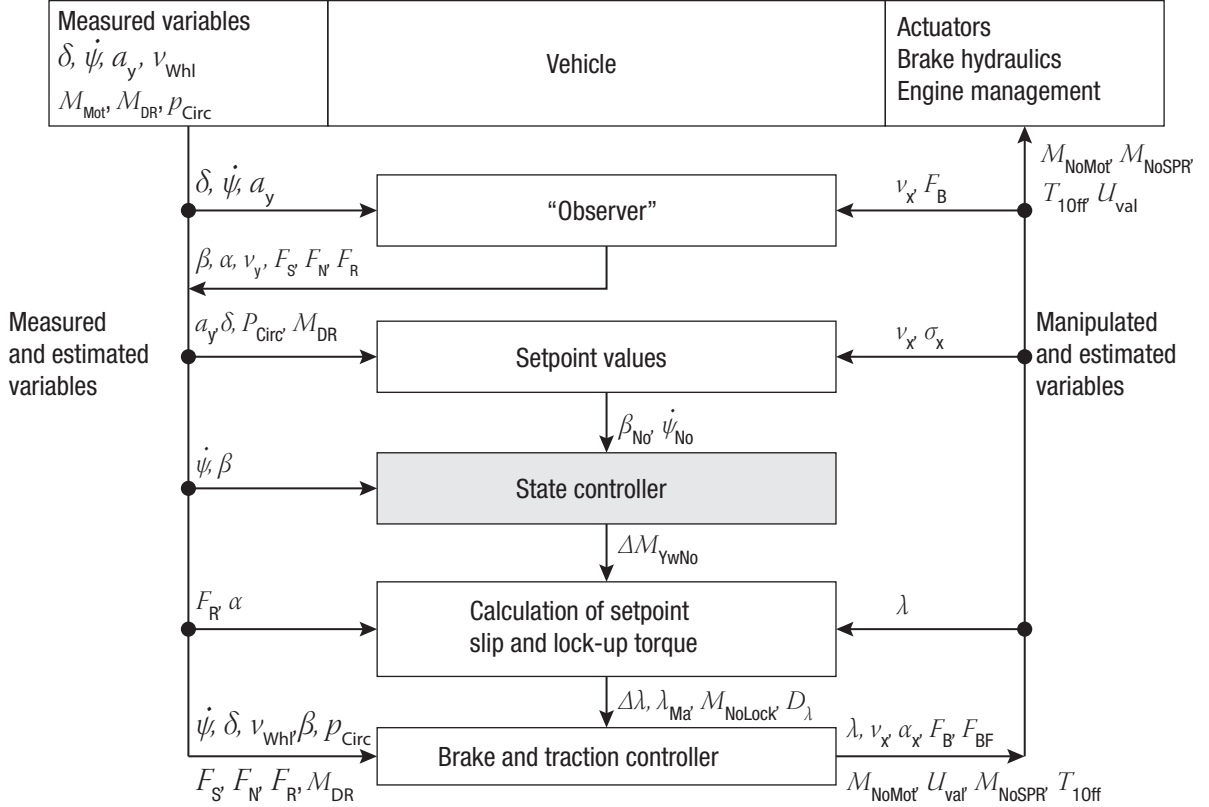 Measured variables
δ, ψ̇, a_y, v_Whl
M_Mot, M_DR, p_Circ
Vehicle
Actuators
Brake hydraulics
Engine management
M_NoMot, M_NoSPR,
T_10ff, U_val
δ, ψ̇, a_y
“Observer”
v_x, F_B
β, α, v_y, F_S, F_N, F_R
Measured
and estimated
variables
a_y, δ, P_Circ, M_DR
Setpoint values
v_x, σ_x
Manipulated
and estimated
variables
β_No, ψ̇_No
ψ̇, β
State controller
ΔM_YwNo
F_R, α
Calculation of setpoint
slip and lock-up torque
λ
Δλ, λ_Ma, M_NoLock, D_λ
ψ̇, δ, v_Whl, β, p_Circ
Brake and traction controller
λ, v_x, α_x, F_B, F_BF
F_S, F_N, F_R, M_DR
M_NoMot, U_val, M_NoSPR, T_10ff